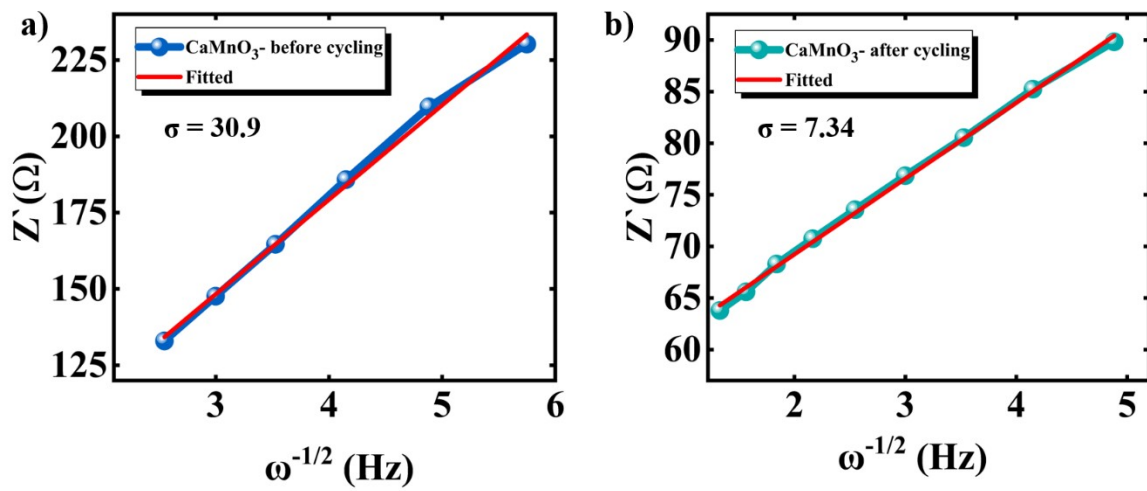 a)
CaMnO₃- before cycling
Fitted
σ = 30.9
225
200
175
150
125
Z` (Ω)
3 4 5 6
ω⁻¹/² (Hz)
b)
CaMnO₃- after cycling
Fitted
σ = 7.34
90
85
80
75
70
65
60
Z` (Ω)
2 3 4 5
ω⁻¹/² (Hz)